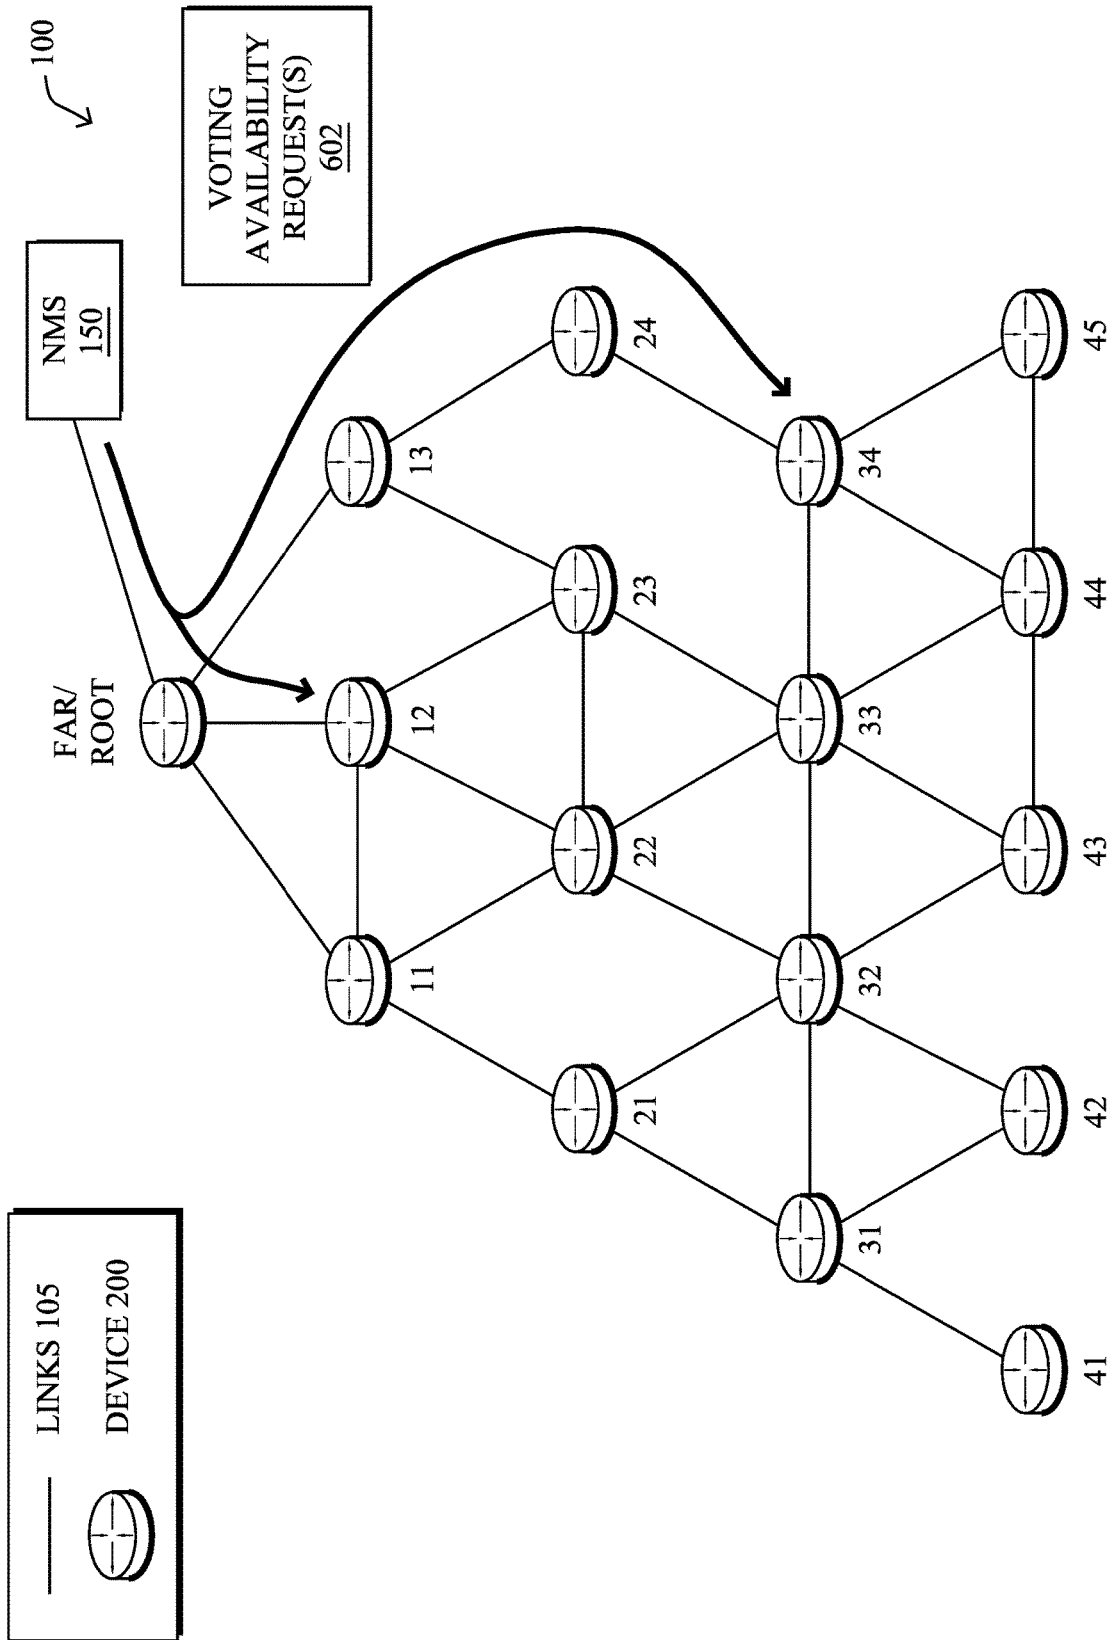 100
NMS
150
VOTING
AVAILABILITY
REQUEST(S)
602
FAR/
ROOT
LINKS 105
DEVICE 200
11
12
13
21
22
23
24
31
32
33
34
41
42
43
44
45